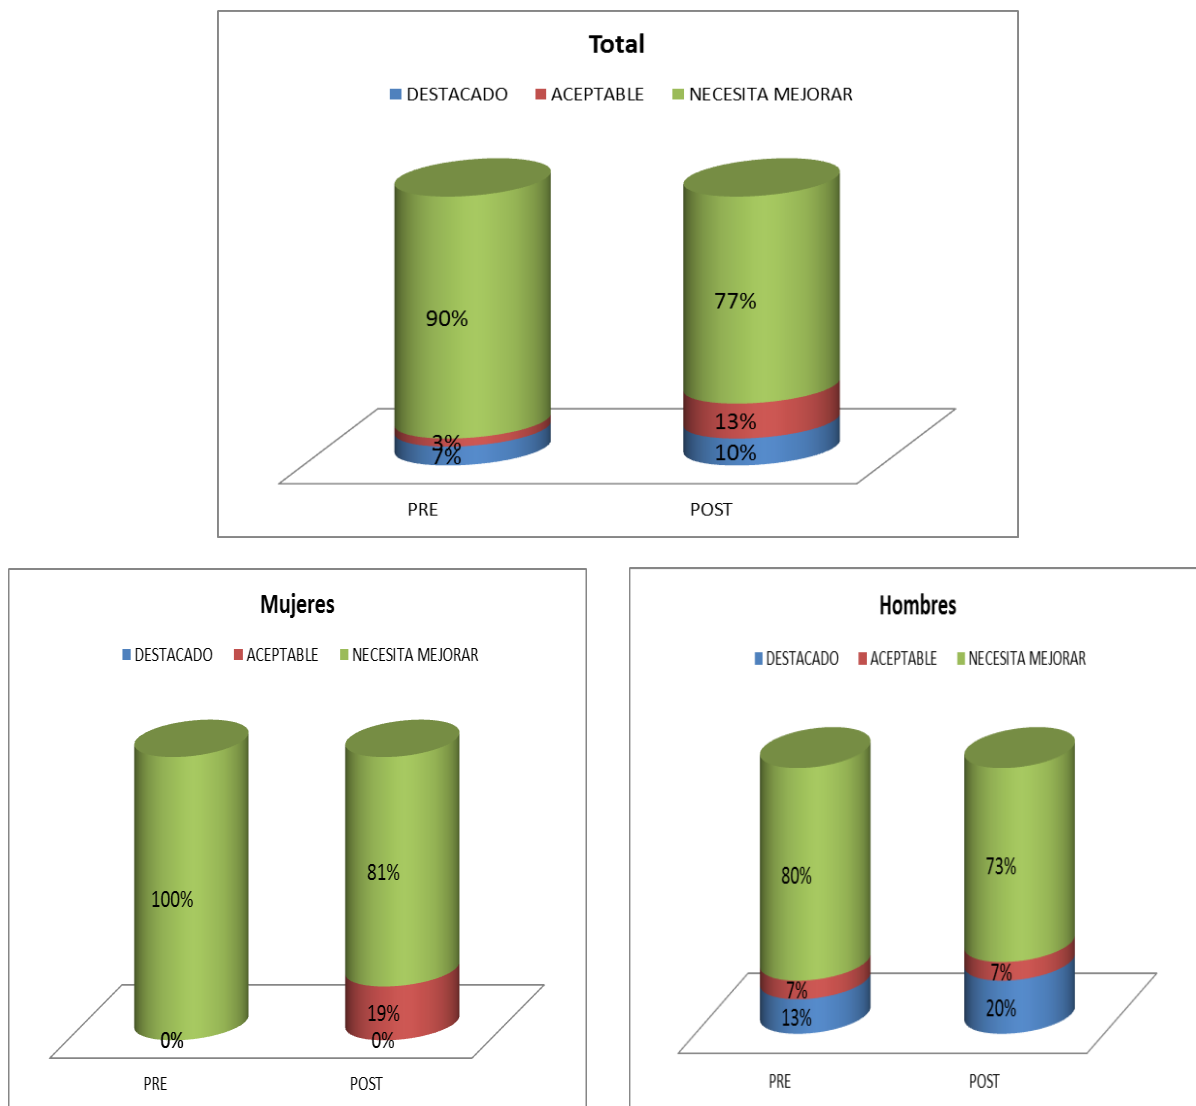 Total
DESTACADO ACEPTABLE NECESITA MEJORAR
90% 77%
3% 13%
7% 10%
PRE POST
Mujeres
DESTACADO ACEPTABLE NECESITA MEJORAR
100% 81%
19%
0% 0%
PRE POST
Hombres
DESTACADO ACEPTABLE NECESITA MEJORAR
80% 73%
7% 7%
13% 20%
PRE POST